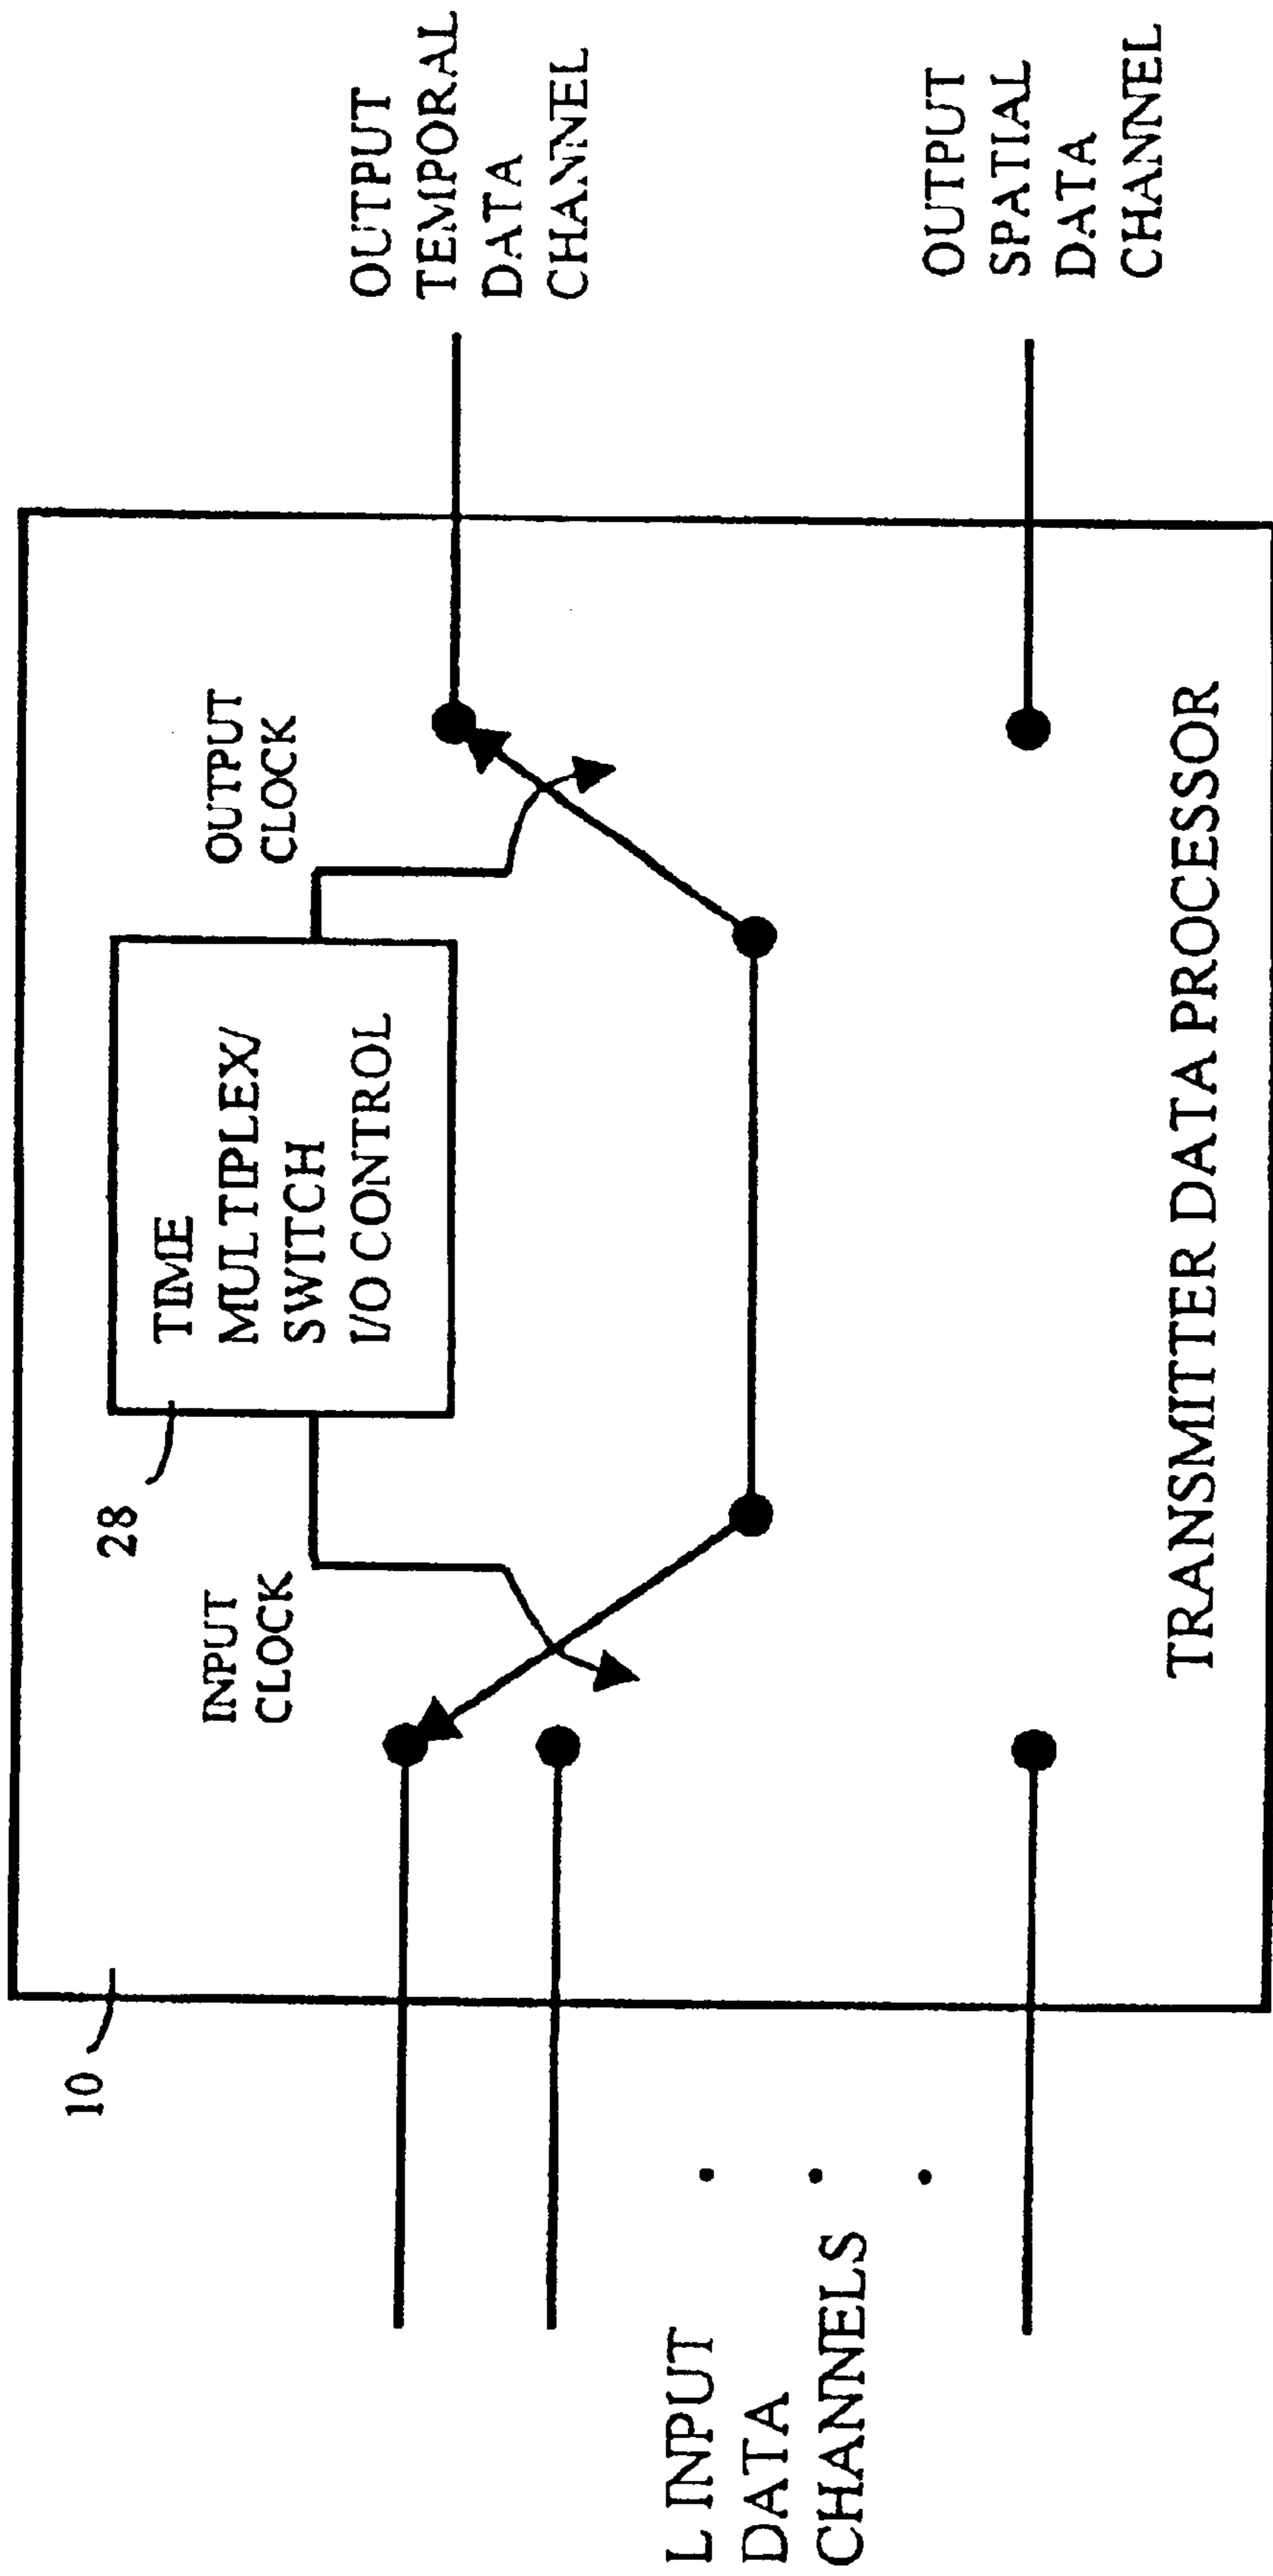 10
28
INPUT
CLOCK
TIME
MULTIPLEX/
SWITCH
I/O CONTROL
OUTPUT
CLOCK
OUTPUT
TEMPORAL
DATA
CHANNEL
L INPUT
DATA
CHANNELS
OUTPUT
SPATIAL
DATA
CHANNEL
TRANSMITTER DATA PROCESSOR